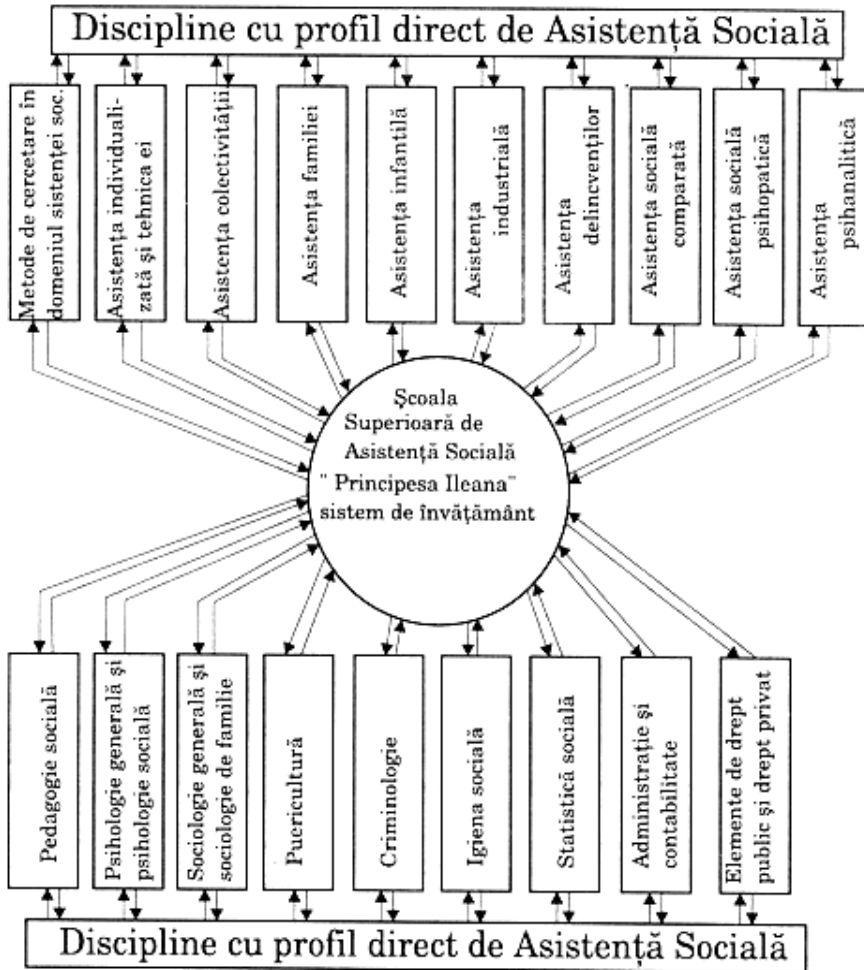 Discipline cu profil direct de Asistență Socială
Metode de cercetare în
domeniul sistenței soc.
Asistența individuali-
zată și tehnica ei
Asistența colectivității
Asistența familiei
Asistența infantilă
Asistența
industrială
Asistența
delincvenților
Asistența socială
comparată
Asistența socială
psihopatică
Asistența
psihanalitică
Școala
Superioară de
Asistență Socială
" Principesa Ileana"
sistem de învățământ
Pedagogie socială
Psihologie generală și
psihologie socială
Sociologie generală și
sociologie de familie
Puericultură
Criminologie
Igiena socială
Statistică socială
Administrație și
contabilitate
Elemente de drept
public și drept privat
Discipline cu profil direct de Asistență Socială